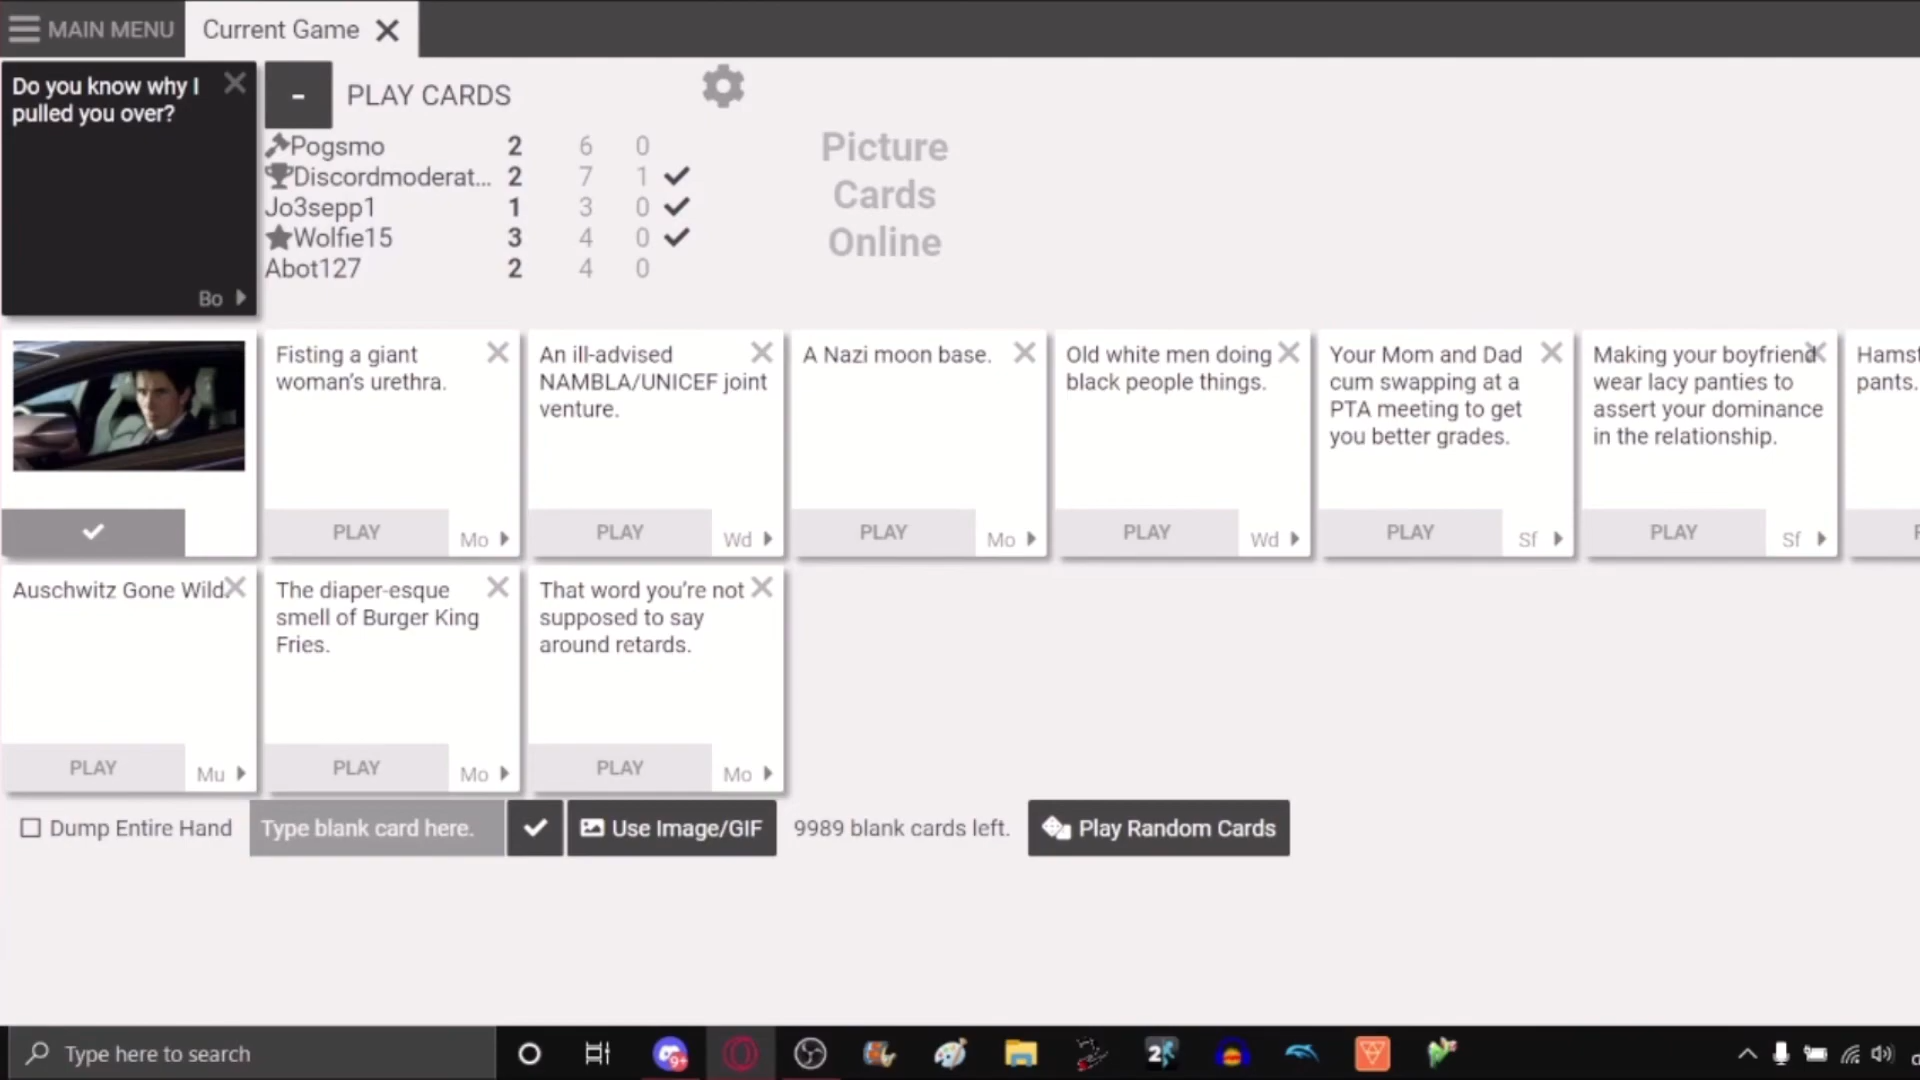 MAIN MENU
Current Game
Do you know why I
pulled you over?
Bo
-
PLAY CARDS
Pogsmo 2 6 0
Discordmoderat... 2 7 1
Jo3sepp1 1 3 0
Wolfie15 3 4 0
Abot127 2 4 0
Picture
Cards
Online
Fisting a giant
woman's urethra.
PLAY
Mo
An ill-advised
NAMBLA/UNICEF joint
venture.
PLAY
Wd
A Nazi moon base.
PLAY
Mo
Old white men doing
black people things.
PLAY
Wd
Your Mom and Dad
cum swapping at a
PTA meeting to get
you better grades.
PLAY
Sf
Making your boyfriend
wear lacy panties to
assert your dominance
in the relationship.
PLAY
Sf
Hamst
pants.
Auschwitz Gone Wild.
PLAY
Mu
The diaper-esque
smell of Burger King
Fries.
PLAY
Mo
That word you're not
supposed to say
around retards.
PLAY
Mo
Dump Entire Hand
Type blank card here.
Use Image/GIF
9989 blank cards left.
Play Random Cards
Type here to search
9+
2